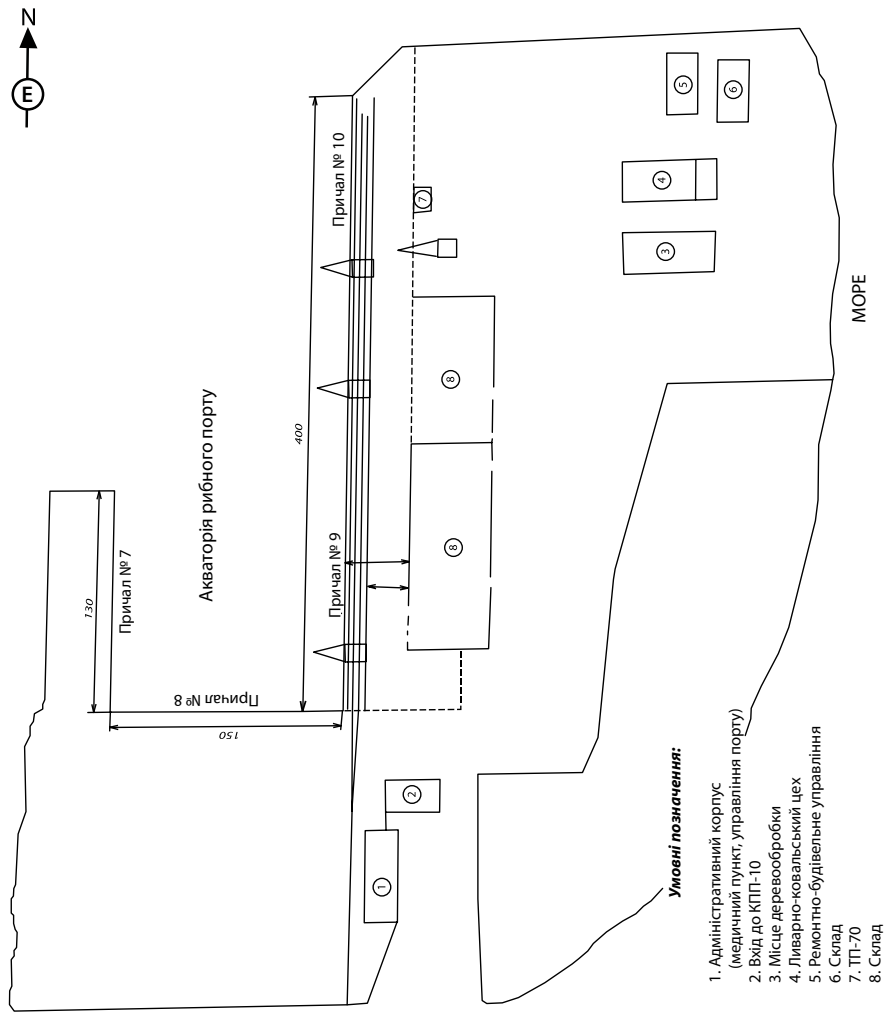 N
E
Причал № 10
400
Акваторія рибного порту
Причал № 9
130
Причал № 7
Причал № 8
150
1
2
3
4
5
6
7
8
8
МОРЕ
Умовні позначення:
1. Адміністративний корпус
(медичний пункт, управління порту)
2. Вхід до КПП-10
3. Місце деревообробки
4. Ливарно-ковальський цех
5. Ремонтно-будівельне управління
6. Склад
7. ТП-70
8. Склад